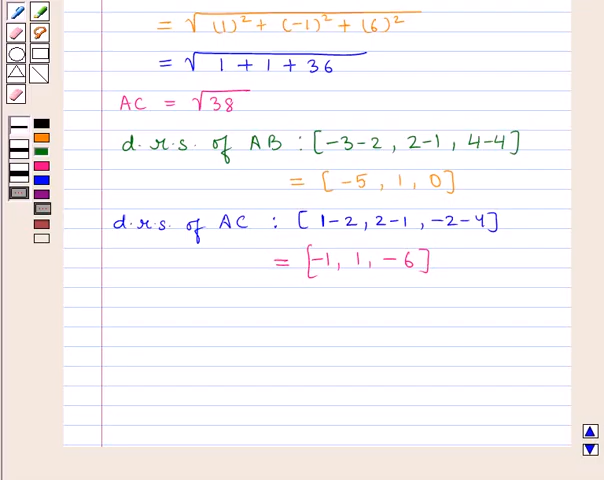 = √(1)² + (-1)² + (6)²
= √1 + 1 + 36
AC = √38
d.r.s. of AB : [-3-2, 2-1, 4-4]
= [-5, 1, 0]
d.r.s. of AC : [1-2, 2-1, -2-4]
= [-1, 1, -6]